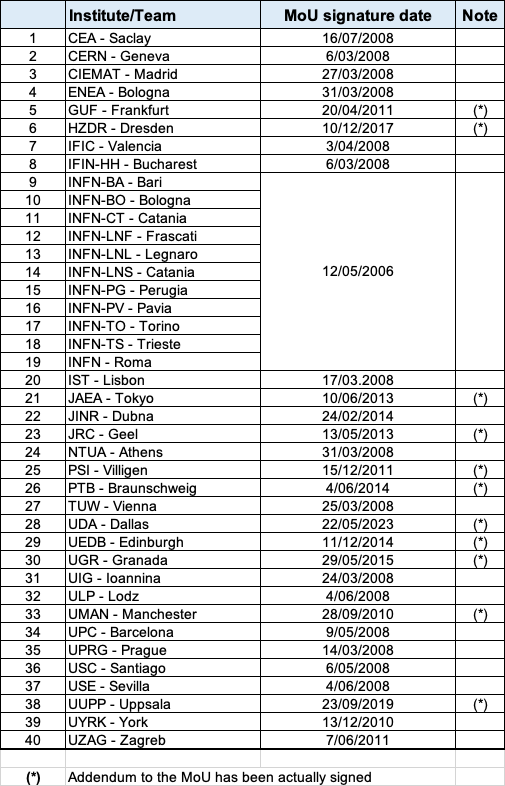 Institute/Team MoU signature date Note
1 CEA - Saclay 16/07/2008
2 CERN - Geneva 6/03/2008
3 CIEMAT - Madrid 27/03/2008
4 ENEA - Bologna 31/03/2008
5 GUF - Frankfurt 20/04/2011 (*)
6 HZDR - Dresden 10/12/2017 (*)
7 IFIC - Valencia 3/04/2008
8 IFIN-HH - Bucharest 6/03/2008
9 INFN-BA - Bari
10 INFN-BO - Bologna
11 INFN-CT - Catania
12 INFN-LNF - Frascati
13 INFN-LNL - Legnaro
14 INFN-LNS - Catania 12/05/2006
15 INFN-PG - Perugia
16 INFN-PV - Pavia
17 INFN-TO - Torino
18 INFN-TS - Trieste
19 INFN - Roma
20 IST - Lisbon 17/03.2008
21 JAEA - Tokyo 10/06/2013 (*)
22 JINR - Dubna 24/02/2014
23 JRC - Geel 13/05/2013 (*)
24 NTUA - Athens 31/03/2008
25 PSI - Villigen 15/12/2011 (*)
26 PTB - Braunschweig 4/06/2014 (*)
27 TUW - Vienna 25/03/2008
28 UDA - Dallas 22/05/2023 (*)
29 UEDB - Edinburgh 11/12/2014 (*)
30 UGR - Granada 29/05/2015 (*)
31 UIG - Ioannina 24/03/2008
32 ULP - Lodz 4/06/2008
33 UMAN - Manchester 28/09/2010 (*)
34 UPC - Barcelona 9/05/2008
35 UPRG - Prague 14/03/2008
36 USC - Santiago 6/05/2008
37 USE - Sevilla 4/06/2008
38 UUPP - Uppsala 23/09/2019 (*)
39 UYRK - York 13/12/2010
40 UZAG - Zagreb 7/06/2011
(*) Addendum to the MoU has been actually signed